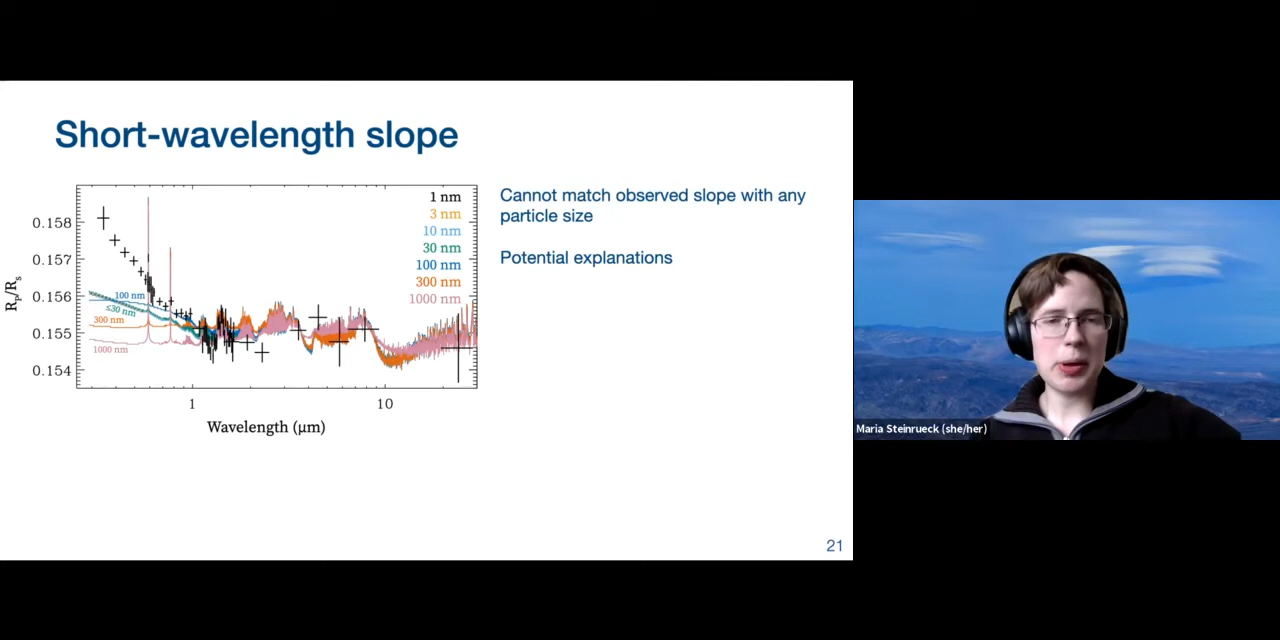 Short-wavelength slope
0.158
0.157
0.156
0.155
0.154
Rp/Rs
100 nm
≤30 nm
300 nm
1000 nm
1 nm
3 nm
10 nm
30 nm
100 nm
300 nm
1000 nm
1
10
Wavelength (μm)
Cannot match observed slope with any
particle size
Potential explanations
21
Maria Steinrueck (she/her)